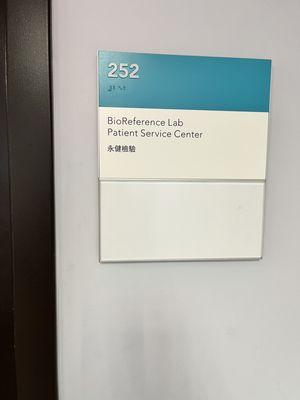 252
BioReference Lab
Patient Service Center
永健檢驗